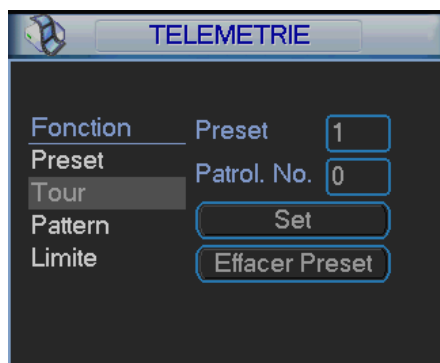 TELEMETRIE
Fonction
Preset
Tour
Pattern
Limite
Preset 1
Patrol. No. 0
Set
Effacer Preset